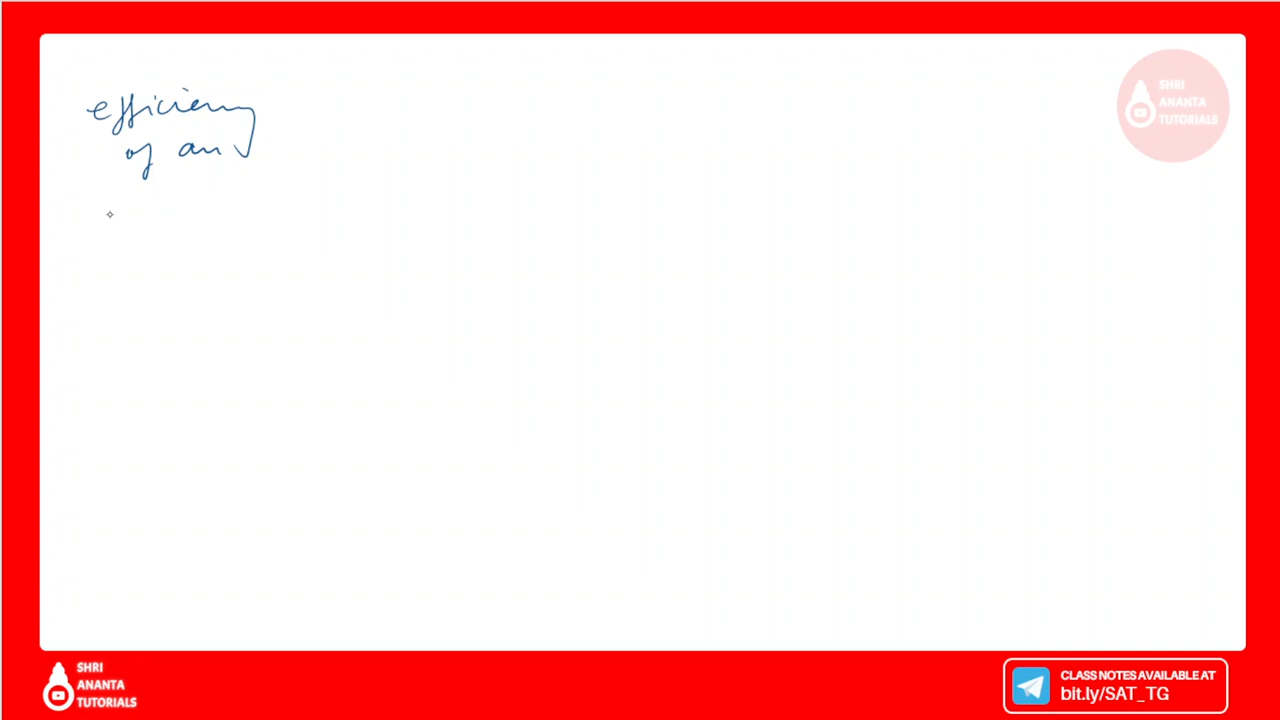 efficiency
of an
SHRI
ANANTA
TUTORIALS
SHRI
ANANTA
TUTORIALS
CLASS NOTES AVAILABLE AT
bit.ly/SAT_TG